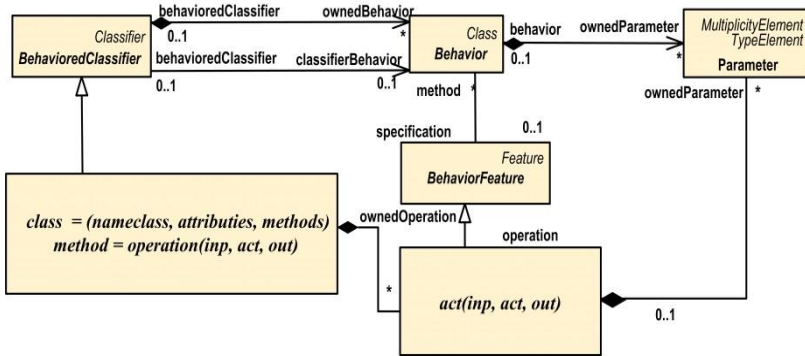 behavioredClassifier
ownedBehavior
behavior
ownedParameter
Classifier
BehavioredClassifier
0..1
*
Class
Behavior
0..1
*
MultiplicityElement
TypeElement
Parameter
behavioredClassifier
classifierBehavior
0..1
0..1
method
*
ownedParameter
*
specification
0..1
Feature
BehaviorFeature
class = (nameclass, attributies, methods)
method = operation(inp, act, out)
ownedOperation
operation
*
act(inp, act, out)
0..1